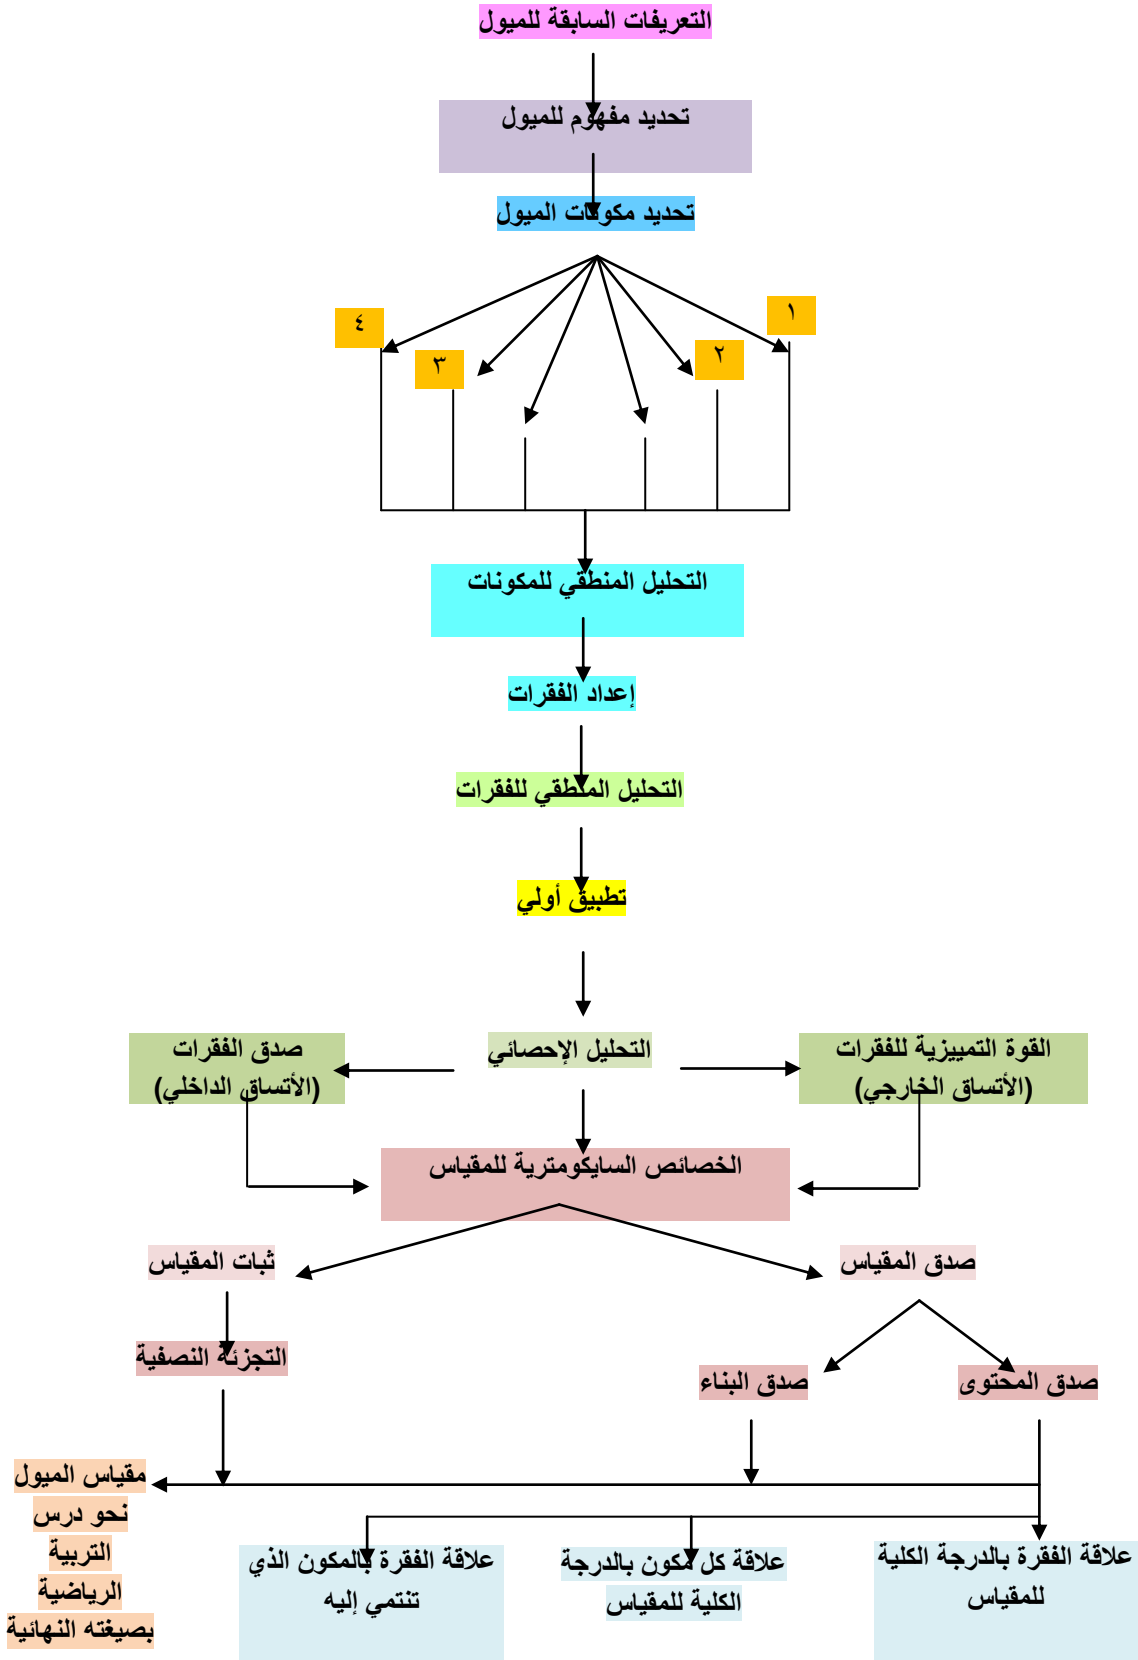 التعريفات السابقة للميول
تحديد مفهوم للميول
تحديد مكونات الميول
١
٢
٣
٤
التحليل المنطقي للمكونات
إعداد الفقرات
التحليل المنطقي للفقرات
تطبيق أولي
القوة التمييزية للفقرات
(الأتساق الخارجي)
التحليل الإحصائي
صدق الفقرات
(الأتساق الداخلي)
الخصائص السايكومترية للمقياس
صدق المقياس
ثبات المقياس
التجزئة النصفية
صدق المحتوى
صدق البناء
مقياس الميول
نحو درس
التربية
الرياضية
بصيغته النهائية
علاقة الفقرة بالدرجة الكلية
للمقياس
علاقة كل مكون بالدرجة
الكلية للمقياس
علاقة الفقرة بالمكون الذي
تنتمي إليه